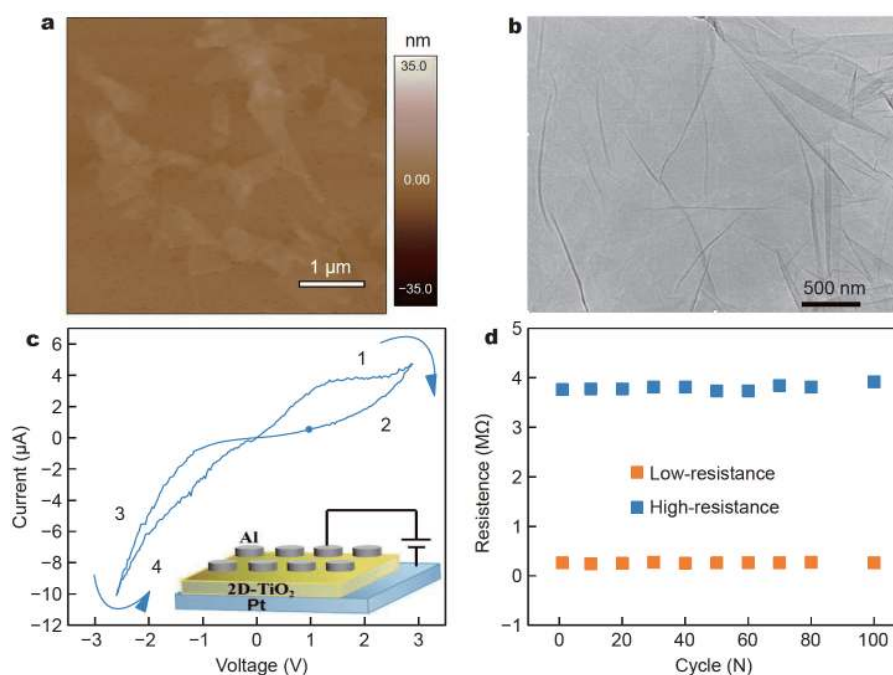 a
nm
35.0
0.00
−35.0
1 μm
b
500 nm
c
6
4
2
0
−2
−4
−6
−8
−10
−12
−3
−2
−1
0
1
2
3
Current (μA)
Voltage (V)
1
2
3
4
Al
2D-TiO₂
Pt
d
5
4
3
2
1
0
−1
0
20
40
60
80
100
Resistence (MΩ)
Cycle (N)
Low-resistance
High-resistance